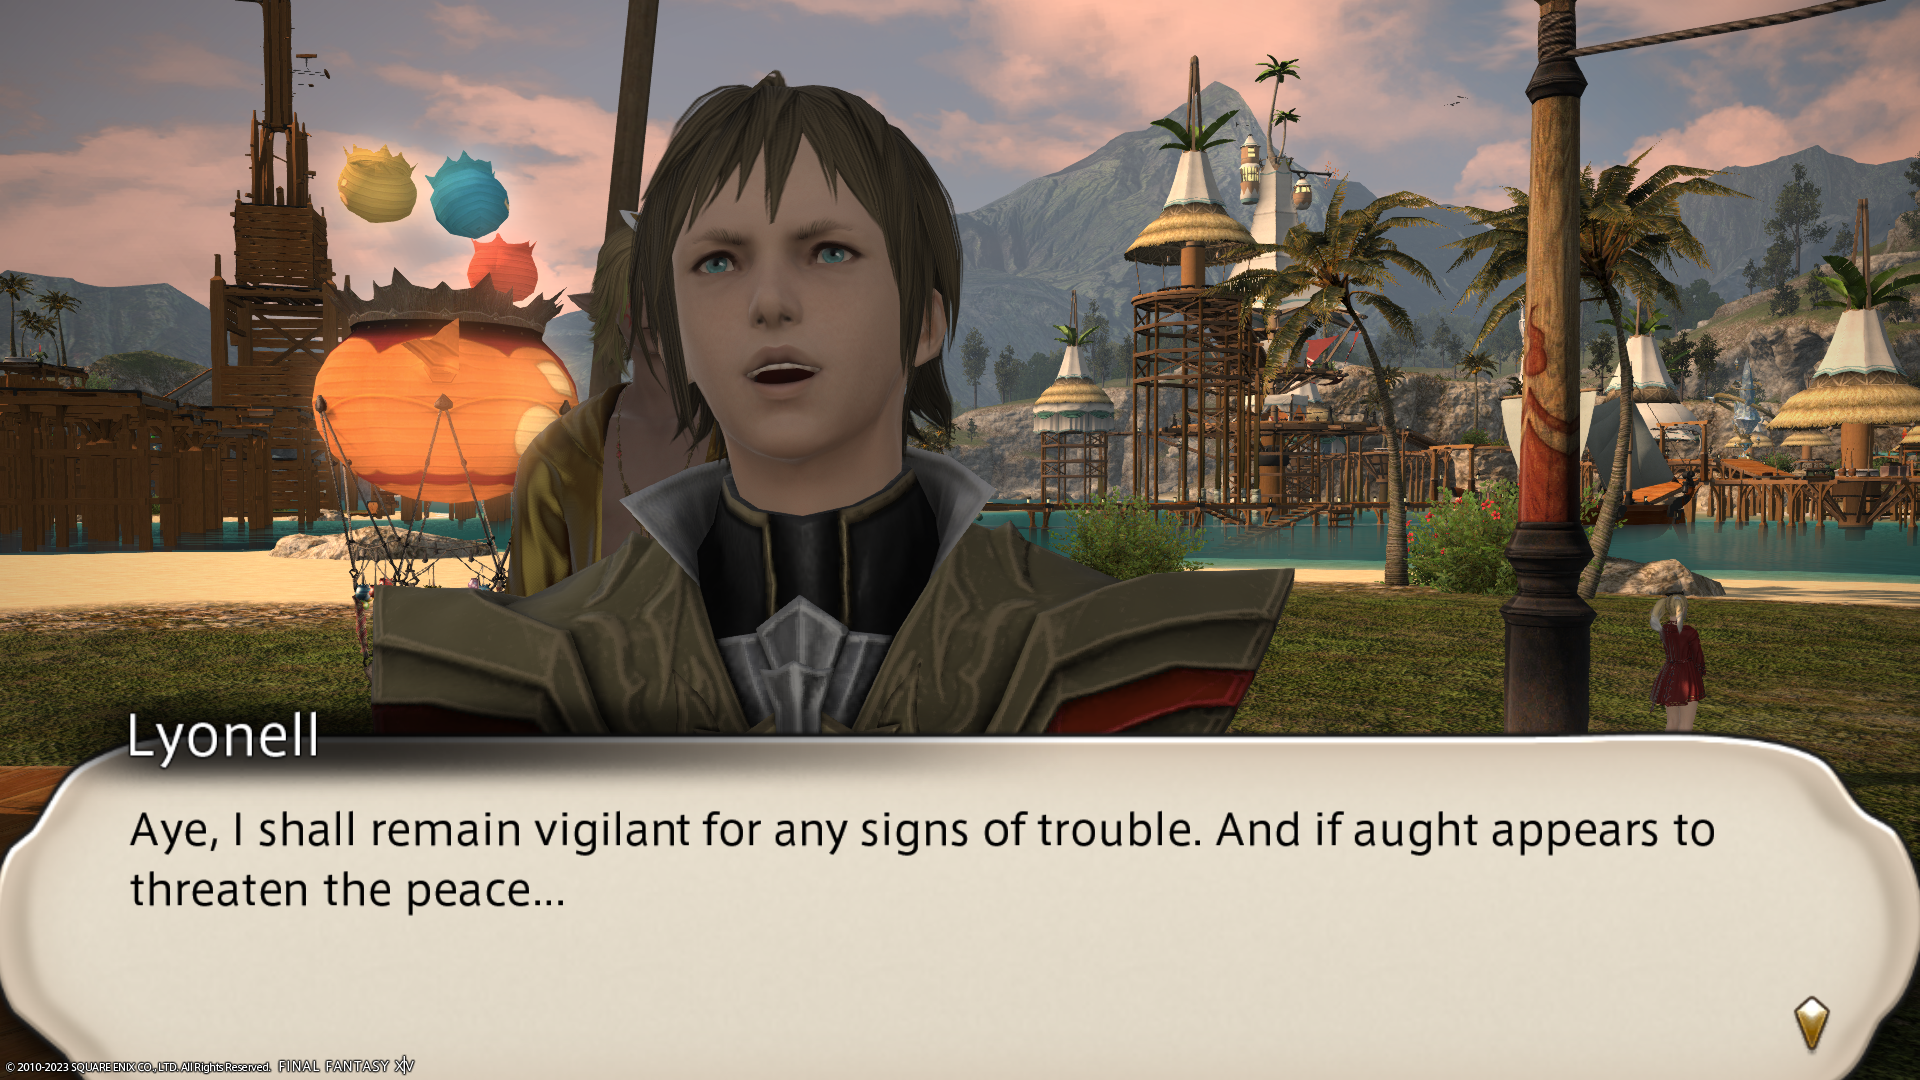 Lyonell
Aye, I shall remain vigilant for any signs of trouble. And if aught appears to
threaten the peace...
© 2010-2023 SQUARE ENIX CO., LTD. All Rights Reserved. FINAL FANTASY XIV